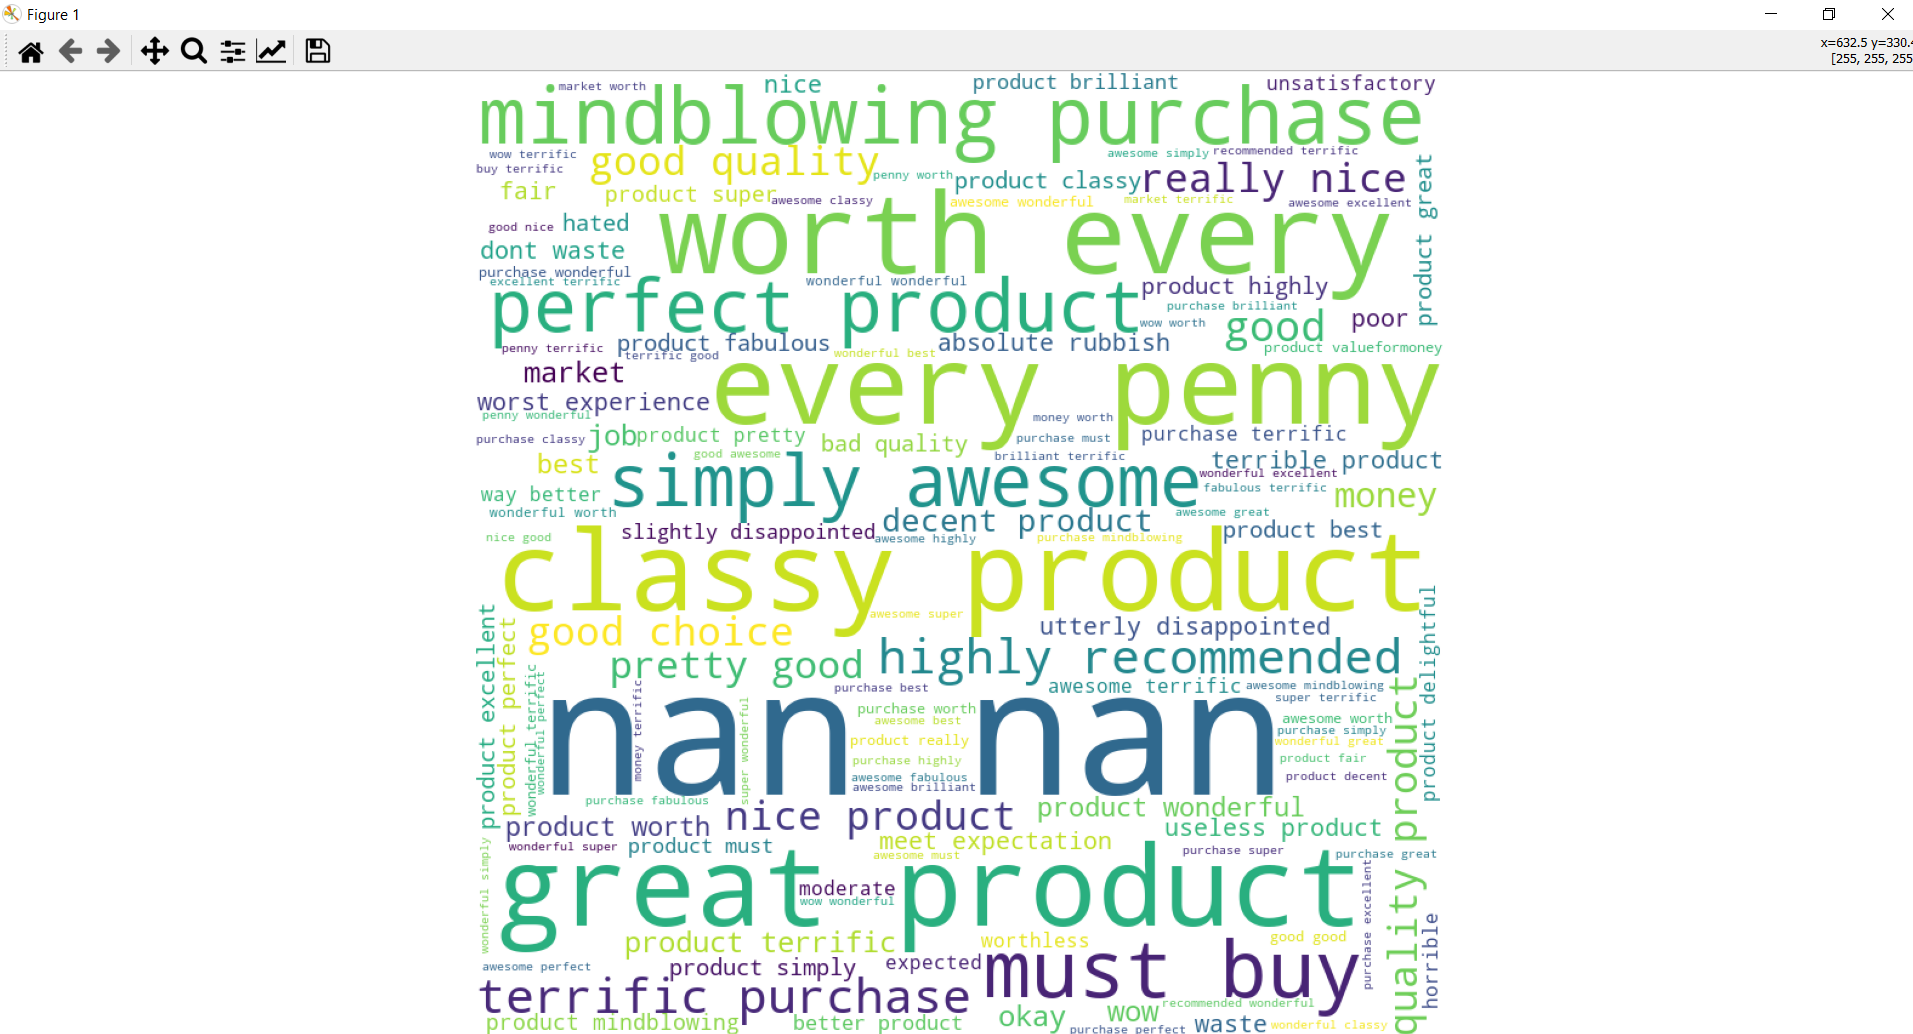 Figure 1
x=632.5 y=330.4
[255, 255, 255
market worth
nice
product brilliant
unsatisfactory
mindblowing purchase
wow terrific
good quality
awesome simply
recommended terrific
buy terrific
penny worth
product classy
really nice
fair
product super
awesome classy
awesome wonderful
market terrific
awesome excellent
product great
good nice
hated
worth every
dont waste
purchase wonderful
excellent terrific
wonderful wonderful
product highly
perfect product
purchase brilliant
wow worth
good
poor
penny terrific
product fabulous
terrific good
wonderful best
absolute rubbish
product valueformoney
market
every penny
worst experience
penny wonderful
money worth
purchase classy
job
product pretty
bad quality
purchase must
purchase terrific
good awesome
brilliant terrific
best
simply awesome
terrible product
wonderful excellent
way better
fabulous terrific
money
wonderful worth
decent product
awesome great
slightly disappointed
awesome highly
purchase mindblowing
product best
nice good
classy product
awesome super
good choice
utterly disappointed
product delightful
product excellent
product perfect
pretty good
highly recommended
wonderful terrific
wonderful perfect
money terrific
purchase best
awesome terrific
awesome mindblowing
super terrific
nan nan
super wonderful
purchase worth
awesome best
product really
purchase highly
awesome fabulous
awesome brilliant
awesome worth
purchase simply
wonderful great
product fair
product decent
quality product
purchase fabulous
product worth
nice product
product wonderful
useless product
wonderful super
product must
meet expectation
awesome must
purchase super
purchase great
wonderful simply
great product
moderate
wow wonderful
purchase excellent
horrible
product terrific
worthless
good good
awesome perfect
product simply
expected
must buy
terrific purchase
recommended wonderful
product mindblowing
better product
okay
wow
purchase perfect
waste
wonderful classy